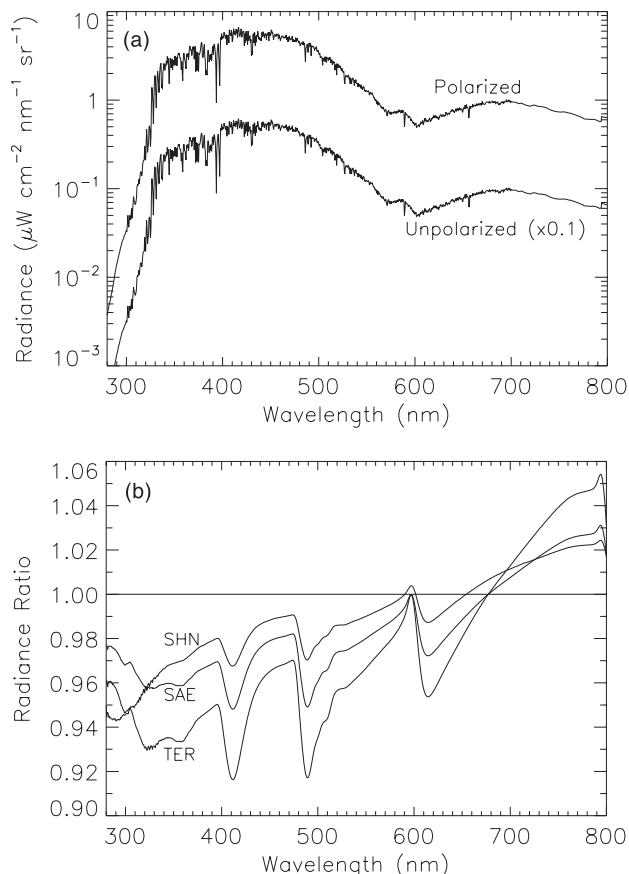 (a)
10
1
10⁻¹
10⁻²
10⁻³
Radiance (μW cm⁻² nm⁻¹ sr⁻¹)
Polarized
Unpolarized (x0.1)
300 400 500 600 700 800
Wavelength (nm)
(b)
1.06
1.04
1.02
1.00
0.98
0.96
0.94
0.92
0.90
Radiance Ratio
SHN
SAE
TER
300 400 500 600 700 800
Wavelength (nm)